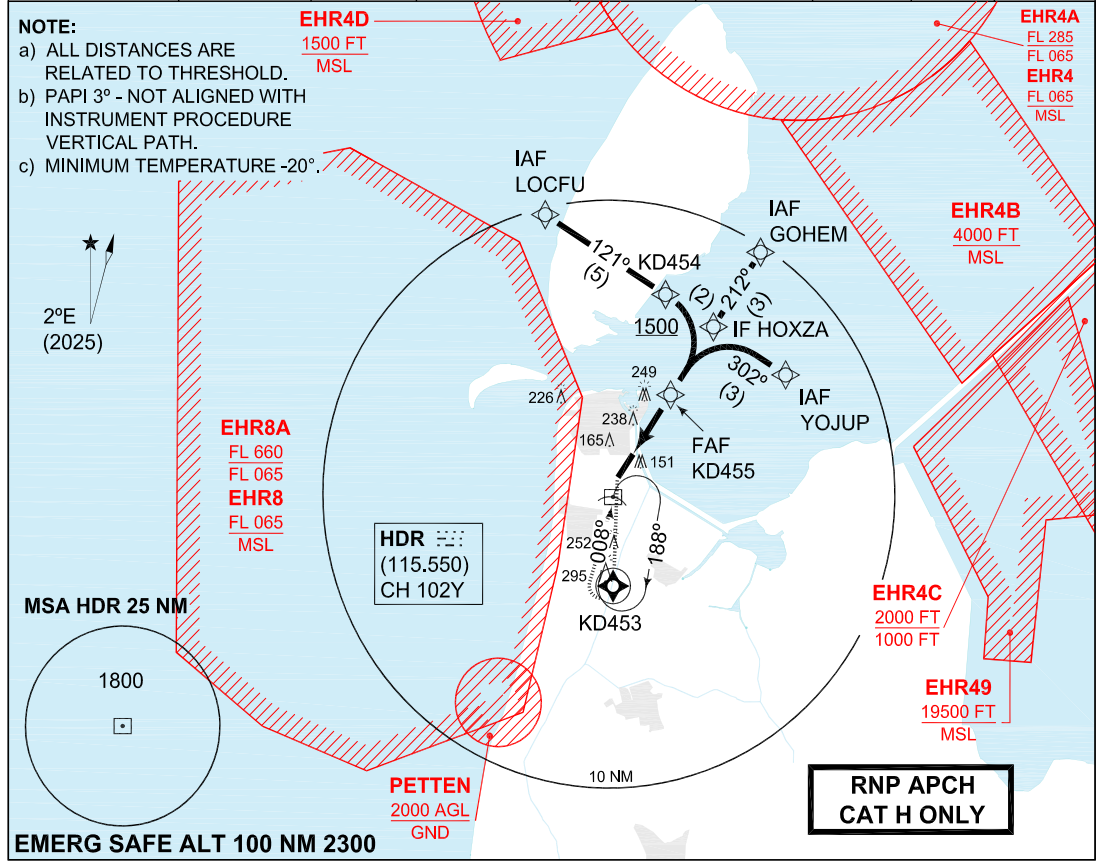 NOTE:
a) ALL DISTANCES ARE
RELATED TO THRESHOLD.
b) PAPI 3º - NOT ALIGNED WITH
INSTRUMENT PROCEDURE
VERTICAL PATH.
c) MINIMUM TEMPERATURE -20°.
EHR4D
1500 FT
MSL
EHR4A
FL 285
FL 065
EHR4
FL 065
MSL
IAF
LOCFU
IAF
GOHEM
EHR4B
4000 FT
MSL
121º
(5)
KD454
(2)
212º
(3)
1500
IF HOXZA
2ºE
(2025)
302º
(3)
IAF
YOJUP
249
226
238
165
151
FAF
KD455
EHR8A
FL 660
FL 065
EHR8
FL 065
MSL
HDR
(115.550)
CH 102Y
008º
188º
252
295
KD453
EHR4C
2000 FT
1000 FT
MSA HDR 25 NM
1800
EHR49
19500 FT
MSL
10 NM
PETTEN
2000 AGL
GND
RNP APCH
CAT H ONLY
EMERG SAFE ALT 100 NM 2300